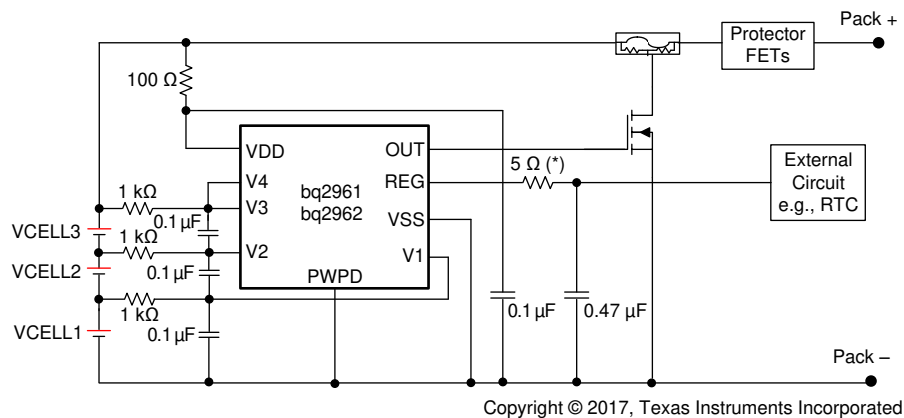 Pack +
Protector
FETs
100 Ω
VDD
OUT
5 Ω (*)
External
Circuit
e.g., RTC
V4
bq2961
REG
1 kΩ
V3
bq2962
0.1 µF
VSS
VCELL3
1 kΩ
V2
V1
VCELL2
0.1 µF
PWPD
1 kΩ
0.1 µF
0.47 µF
VCELL1
0.1 µF
Pack –
Copyright © 2017, Texas Instruments Incorporated